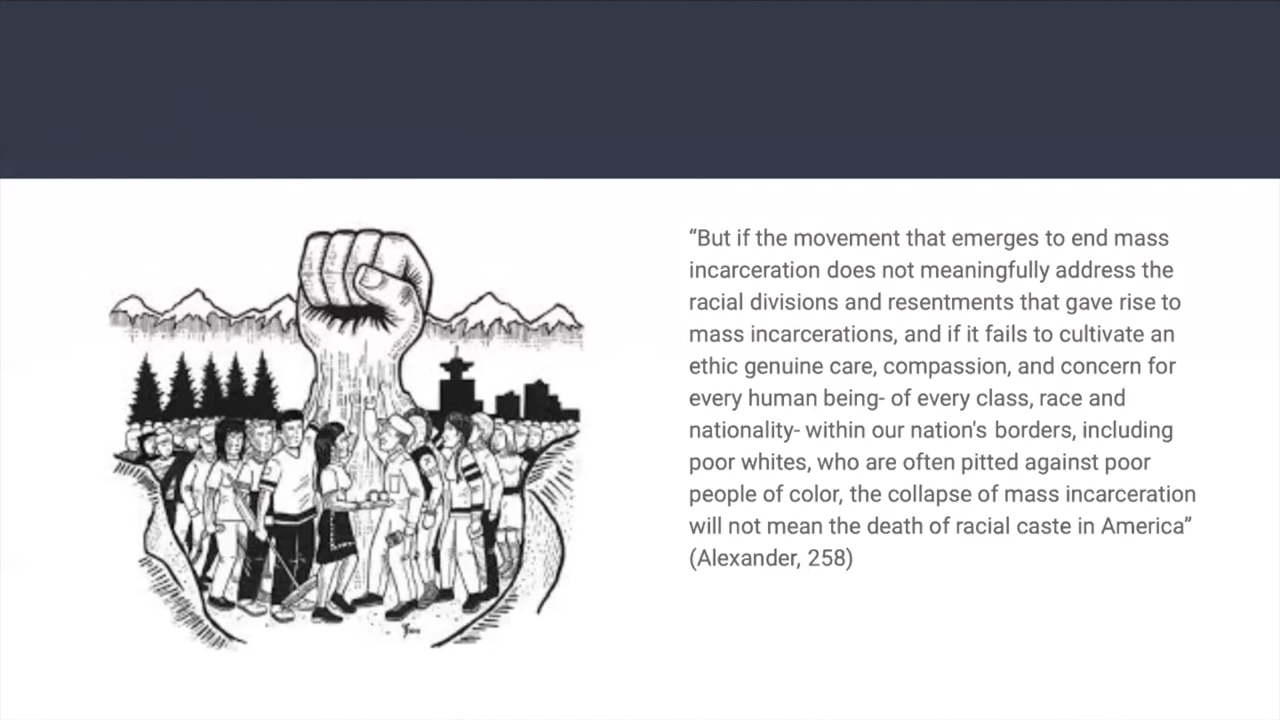 “But if the movement that emerges to end mass
incarceration does not meaningfully address the
racial divisions and resentments that gave rise to
mass incarcerations, and if it fails to cultivate an
ethic genuine care, compassion, and concern for
every human being- of every class, race and
nationality- within our nation's borders, including
poor whites, who are often pitted against poor
people of color, the collapse of mass incarceration
will not mean the death of racial caste in America”
(Alexander, 258)